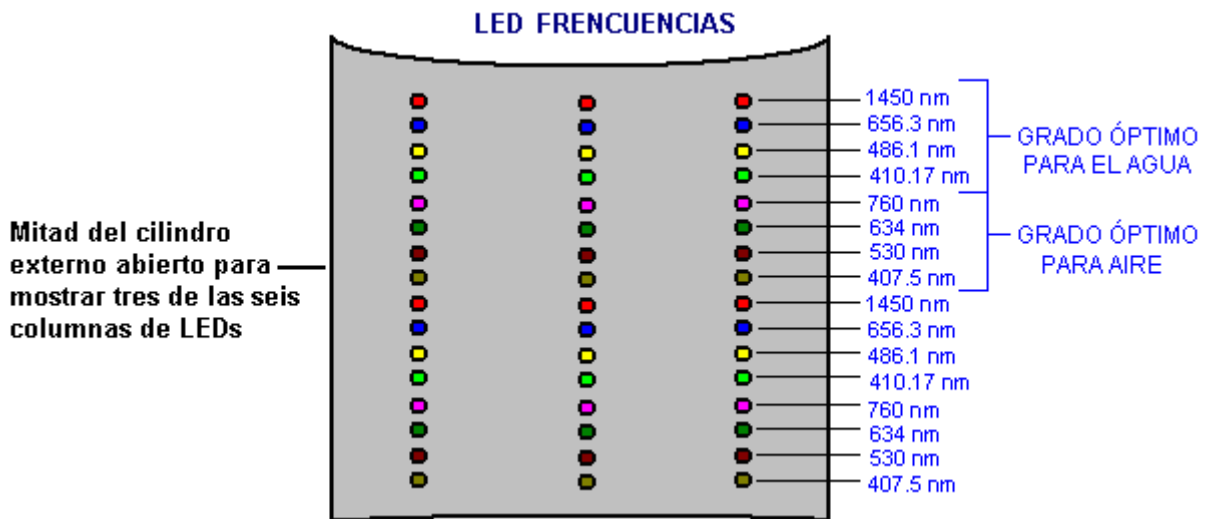 LED FRENCUENCIAS
Mitad del cilindro
externo abierto para
mostrar tres de las seis
columnas de LEDs
1450 nm
656.3 nm
486.1 nm
410.17 nm
760 nm
634 nm
530 nm
407.5 nm
1450 nm
656.3 nm
486.1 nm
410.17 nm
760 nm
634 nm
530 nm
407.5 nm
GRADO ÓPTIMO
PARA EL AGUA
GRADO ÓPTIMO
PARA AIRE